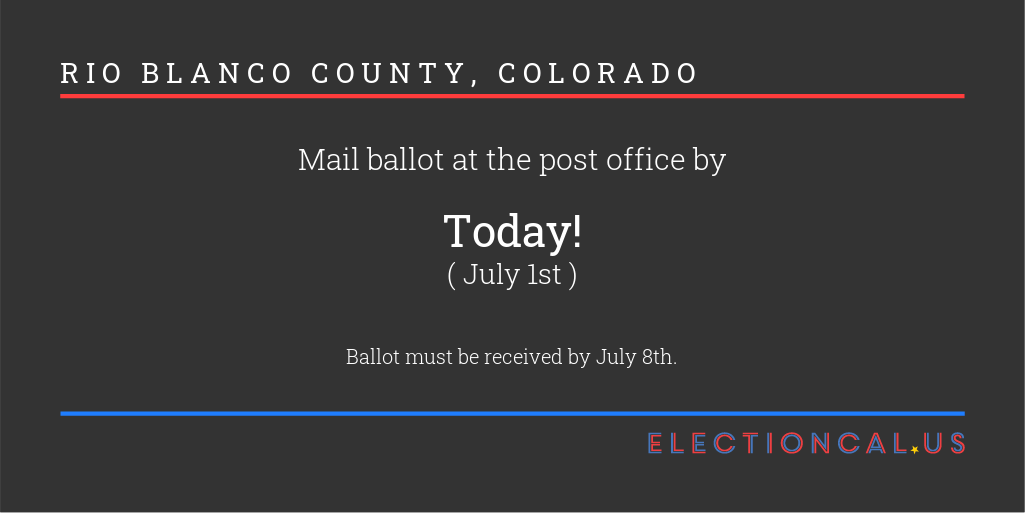 RIO BLANCO COUNTY, COLORADO
Mail ballot at the post office by
Today!
( July 1st )
Ballot must be received by July 8th.
ELECTIONCAL.US